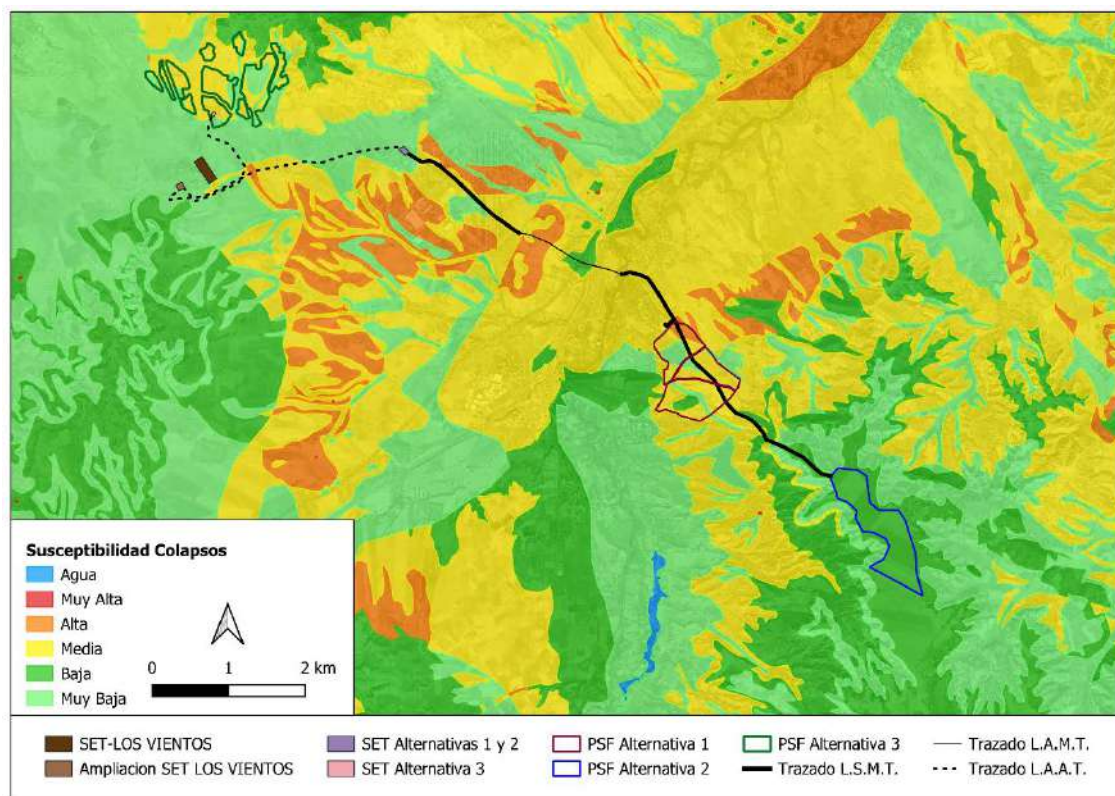 Susceptibilidad Colapsos
Agua
Muy Alta
Alta
Media
Baja
Muy Baja
0 1 2 km
SET-LOS VIENTOS
Ampliacion SET LOS VIENTOS
SET Alternativas 1 y 2
SET Alternativa 3
PSF Alternativa 1
PSF Alternativa 2
PSF Alternativa 3
Trazado L.S.M.T.
Trazado L.A.M.T.
Trazado L.A.A.T.